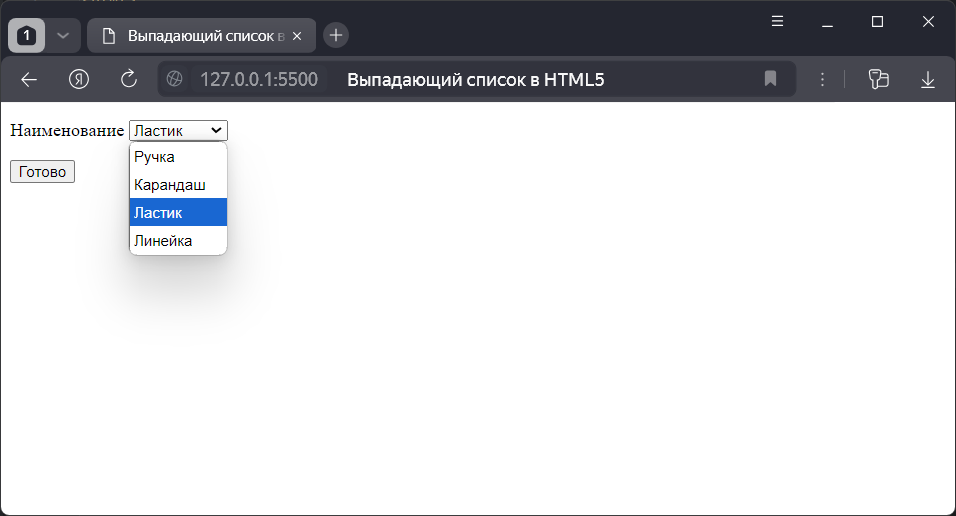 1
Выпадающий список в
Я
127.0.0.1:5500 Выпадающий список в HTML5
Наименование Ластик
Ручка
Карандаш
Ластик
Линейка
Готово